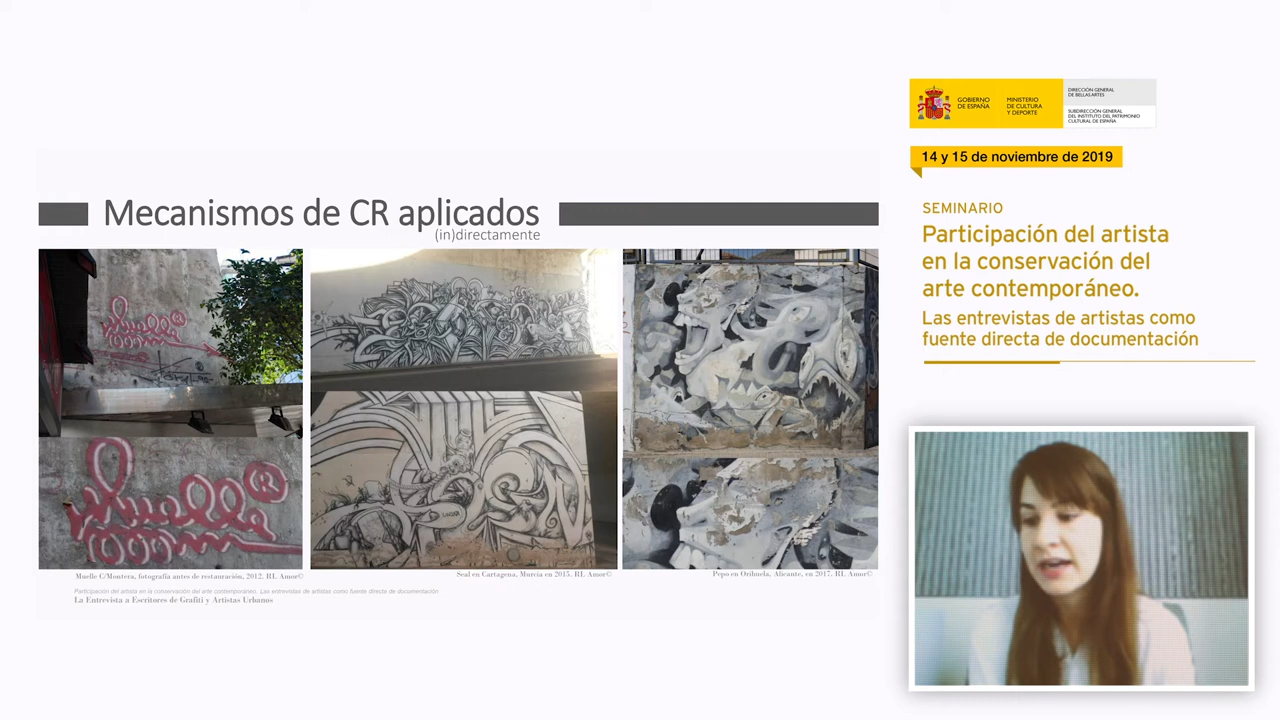 Mecanismos de CR aplicados
(in)directamente
Muelle®
1000mm
Muelle C/Montera, fotografía antes de restauración, 2012. RL Amor©
Seal en Cartagena, Murcia en 2015. RL Amor©
Pepo en Orihuela, Alicante, en 2017. RL Amor©
Participación del artista en la conservación del arte contemporáneo. Las entrevistas de artistas como fuente directa de documentación
La Entrevista a Escritores de Grafiti y Artistas Urbanos
GOBIERNO
DE ESPAÑA
MINISTERIO
DE CULTURA
Y DEPORTE
DIRECCIÓN GENERAL
DE BELLAS ARTES
SUBDIRECCIÓN GENERAL
DEL INSTITUTO DEL PATRIMONIO
CULTURAL DE ESPAÑA
14 y 15 de noviembre de 2019
SEMINARIO
Participación del artista
en la conservación del
arte contemporáneo.
Las entrevistas de artistas como
fuente directa de documentación